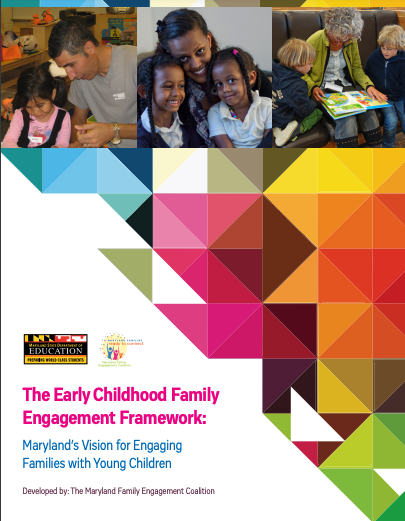 MARYLAND STATE DEPARTMENT OF
EDUCATION
PREPARING WORLD-CLASS STUDENTS
The Early Childhood Family
Engagement Framework:
Maryland's Vision for Engaging
Families with Young Children
Developed by: The Maryland Family Engagement Coalition